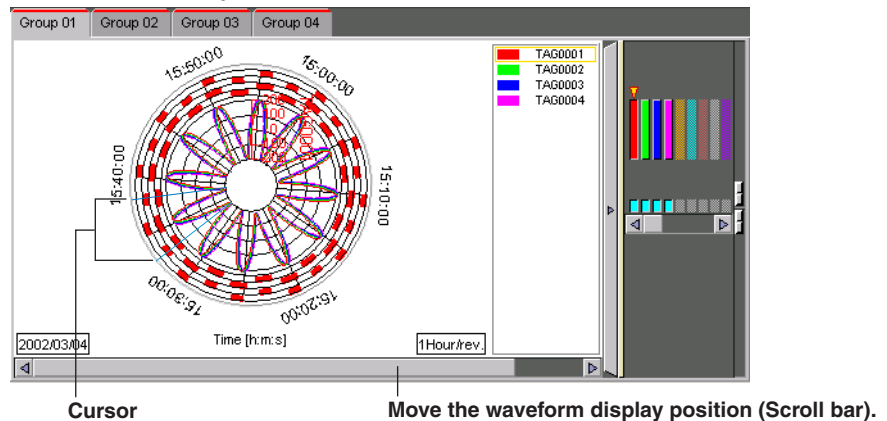 Group 01 Group 02 Group 03 Group 04
TAG0001
TAG0002
TAG0003
TAG0004
15:50:00
15:00:00
15:40:00
15:10:00
15:30:00
15:20:00
2002/03/04
Time [h:m:s]
1Hour/rev.
Cursor
Move the waveform display position (Scroll bar).